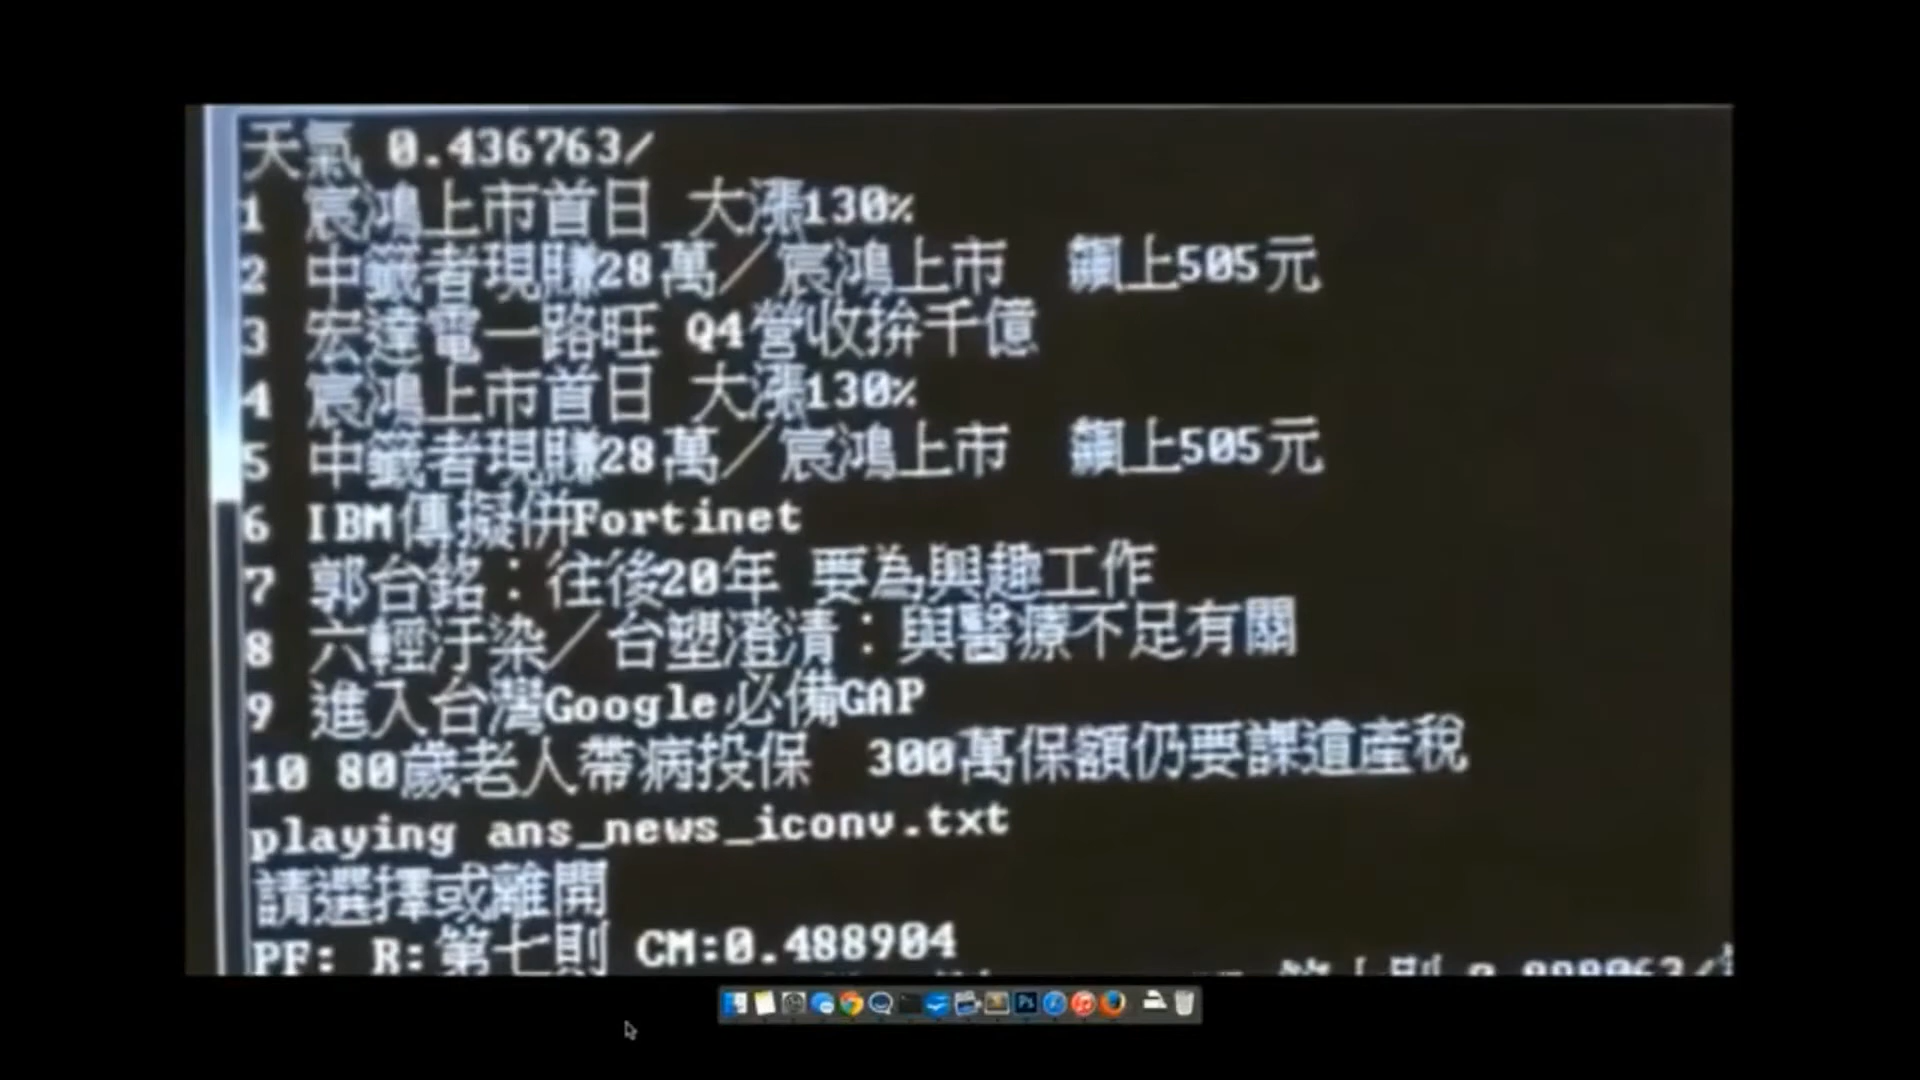 天氣 0.436763/
1 宸鴻上市首日 大漲130%
2 中籤者現賺28萬／宸鴻上市 飆上505元
3 宏達電一路旺 Q4營收拚千億
4 宸鴻上市首日 大漲130%
5 中籤者現賺28萬／宸鴻上市 飆上505元
6 IBM傳擬併Fortinet
7 郭台銘：往後20年 要為興趣工作
8 六輕汙染／台塑澄清：與醫療不足有關
9 進入台灣Google必備GAP
10 80歲老人帶病投保 300萬保額仍要課遺產稅
playing ans_news_iconv.txt
請選擇或離開
PF: R:第七則 CM:0.488904